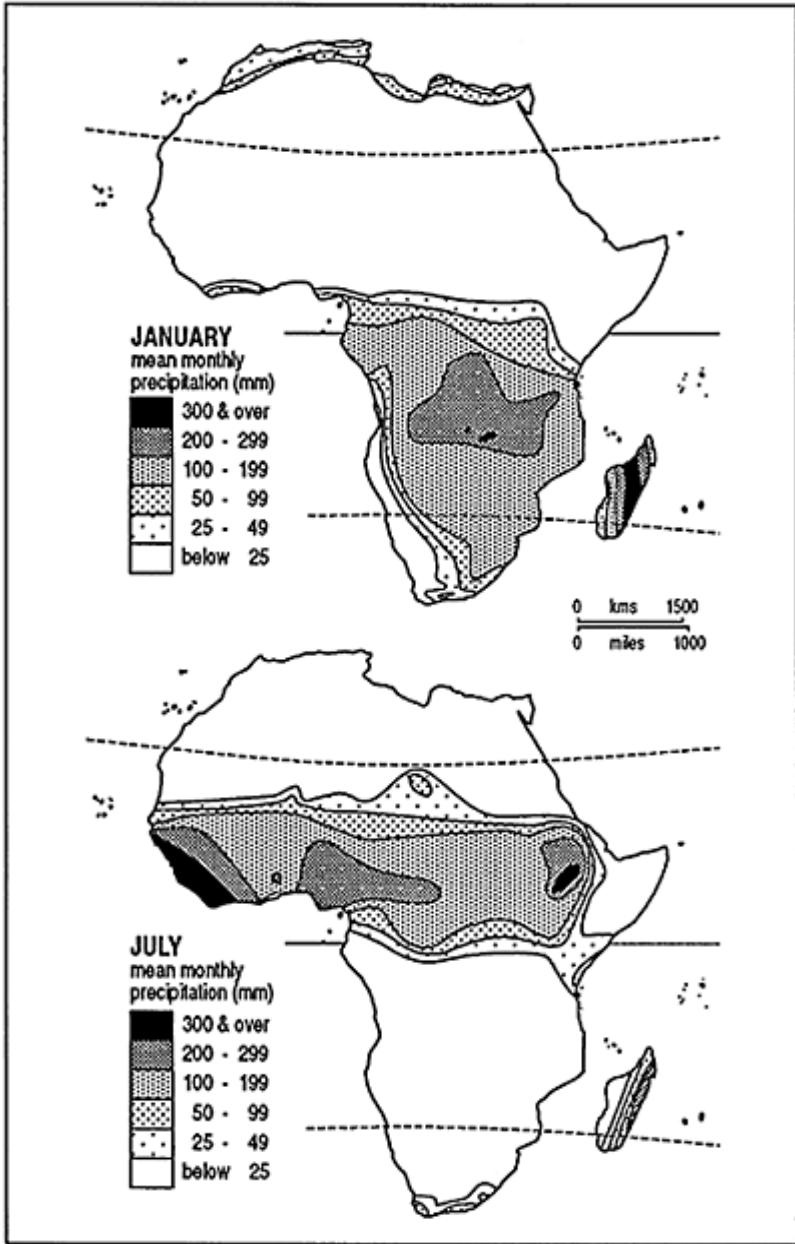 JANUARY
mean monthly
precipitation (mm)
300 & over
200 - 299
100 - 199
50 - 99
25 - 49
below 25
0 kms 1500
0 miles 1000
JULY
mean monthly
precipitation (mm)
300 & over
200 - 299
100 - 199
50 - 99
25 - 49
below 25